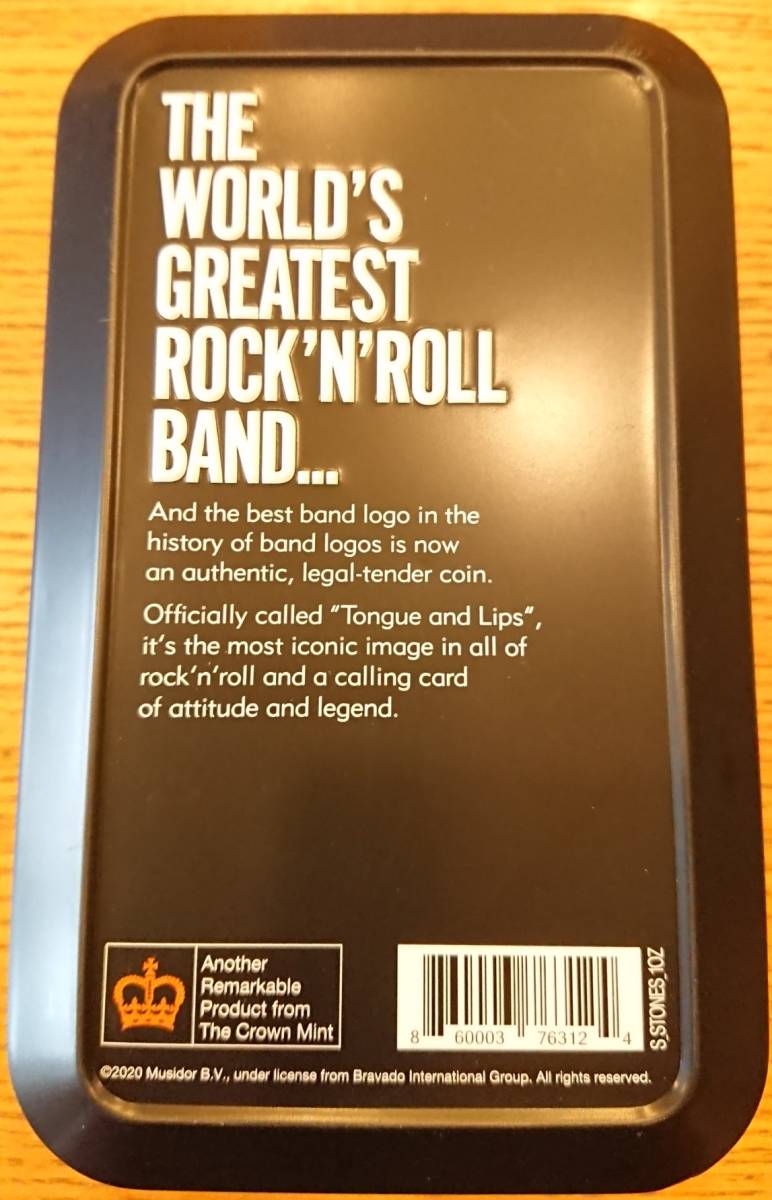 THE
WORLD'S
GREATEST
ROCK'N'ROLL
BAND...
And the best band logo in the
history of band logos is now
an authentic, legal-tender coin.
Officially called "Tongue and Lips",
it's the most iconic image in all of
rock'n'roll and a calling card
of attitude and legend.
Another
Remarkable
Product from
The Crown Mint
8 60003 76312 4
S_STONES_1OZ
©2020 Musidor B.V., under license from Bravado International Group. All rights reserved.